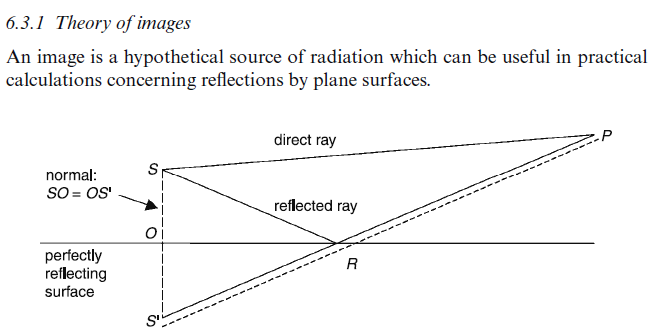 6.3.1 Theory of images
An image is a hypothetical source of radiation which can be useful in practical
calculations concerning reflections by plane surfaces.
direct ray
P
S
normal:
SO = OS'
reflected ray
O
perfectly
reflecting
surface
R
S'